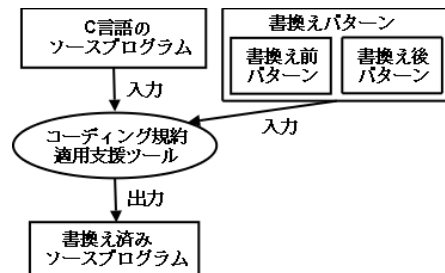 C言語の
ソースプログラム
書換えパターン
書換え前
パターン
書換え後
パターン
入力
入力
コーディング規約
適用支援ツール
出力
書換え済み
ソースプログラム